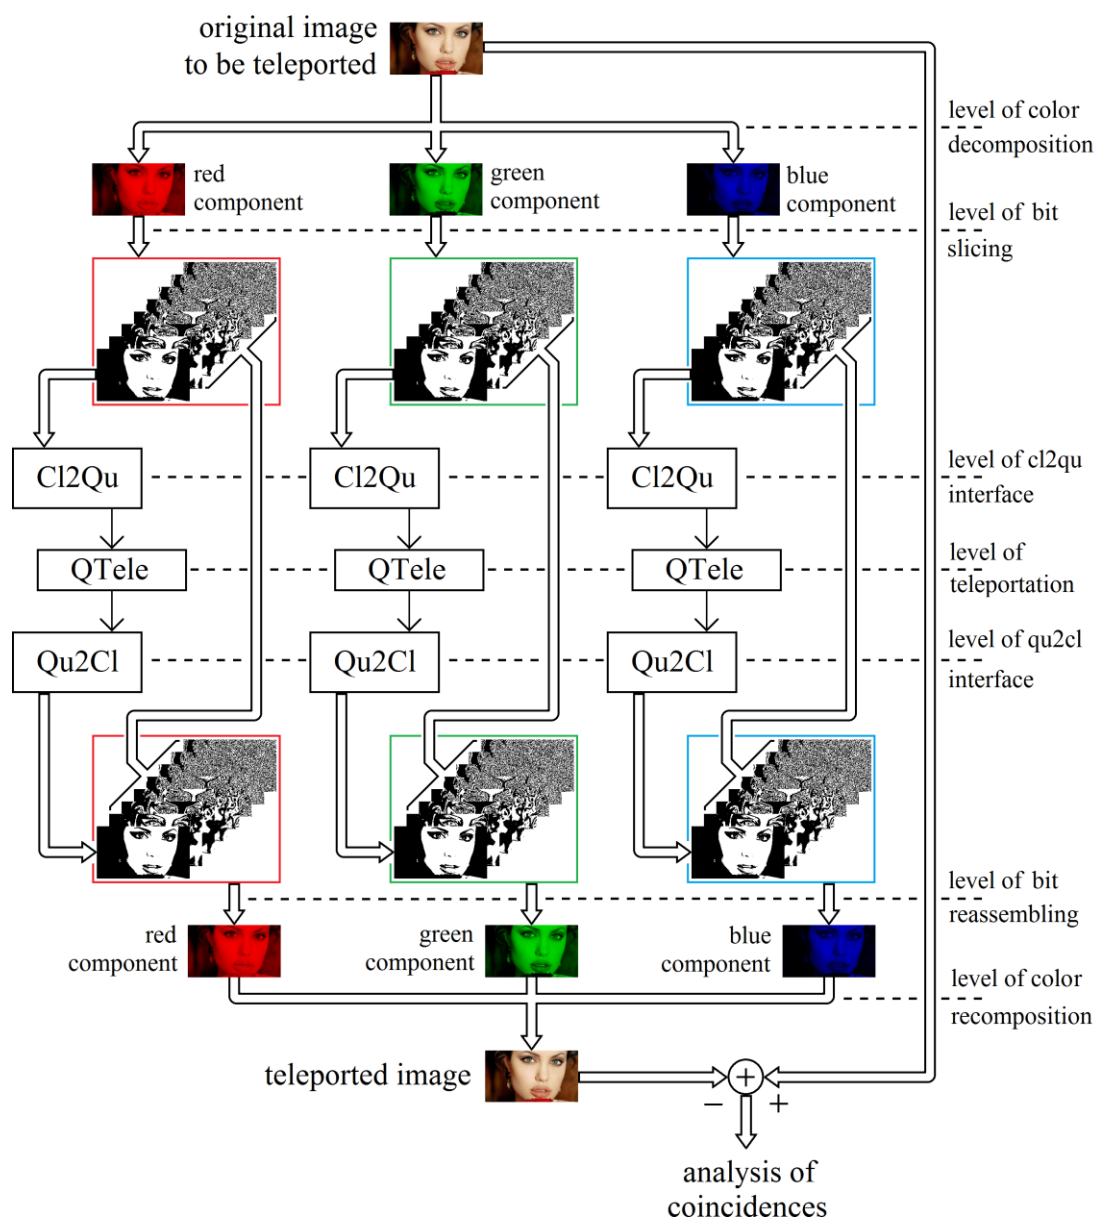 original image
to be teleported
level of color
decomposition
red
component
green
component
blue
component
level of bit
slicing
Cl2Qu
Cl2Qu
Cl2Qu
level of cl2qu
interface
QTele
QTele
QTele
level of
teleportation
Qu2Cl
Qu2Cl
Qu2Cl
level of qu2cl
interface
level of bit
reassembling
red
component
green
component
blue
component
level of color
recomposition
teleported image
+
− +
analysis of
coincidences